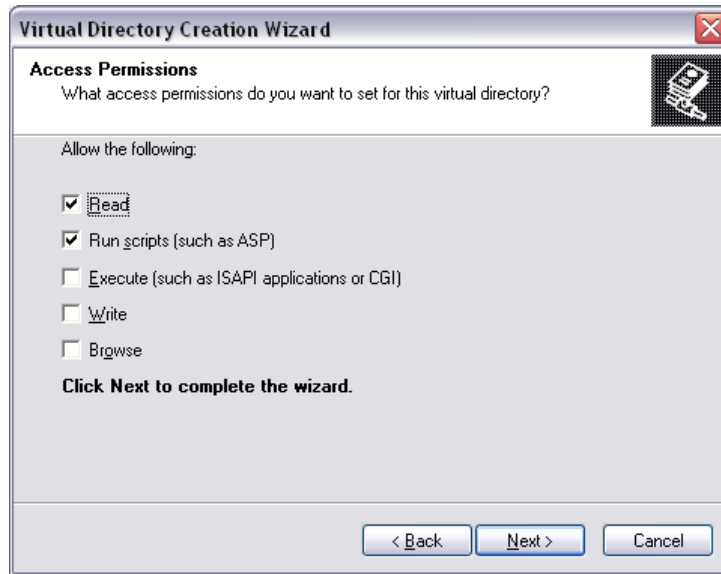 Virtual Directory Creation Wizard
Access Permissions
What access permissions do you want to set for this virtual directory?
Allow the following:
Read
Run scripts (such as ASP)
Execute (such as ISAPI applications or CGI)
Write
Browse
Click Next to complete the wizard.
< Back Next > Cancel